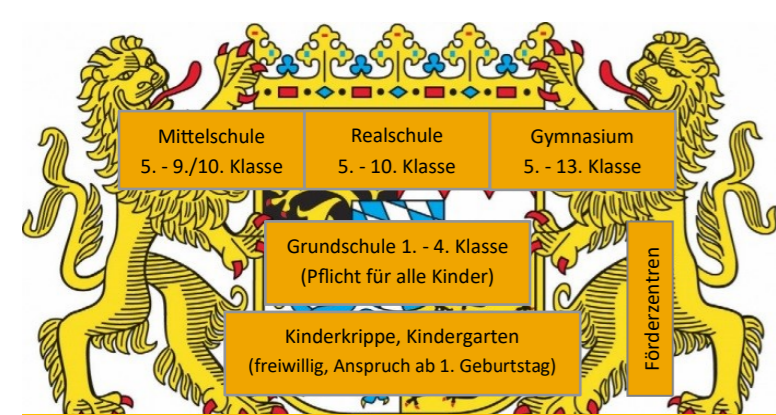 Mittelschule
5. - 9./10. Klasse
Realschule
5. - 10. Klasse
Gymnasium
5. - 13. Klasse
Grundschule 1. - 4. Klasse
(Pflicht für alle Kinder)
Förderzentren
Kinderkrippe, Kindergarten
(freiwillig, Anspruch ab 1. Geburtstag)